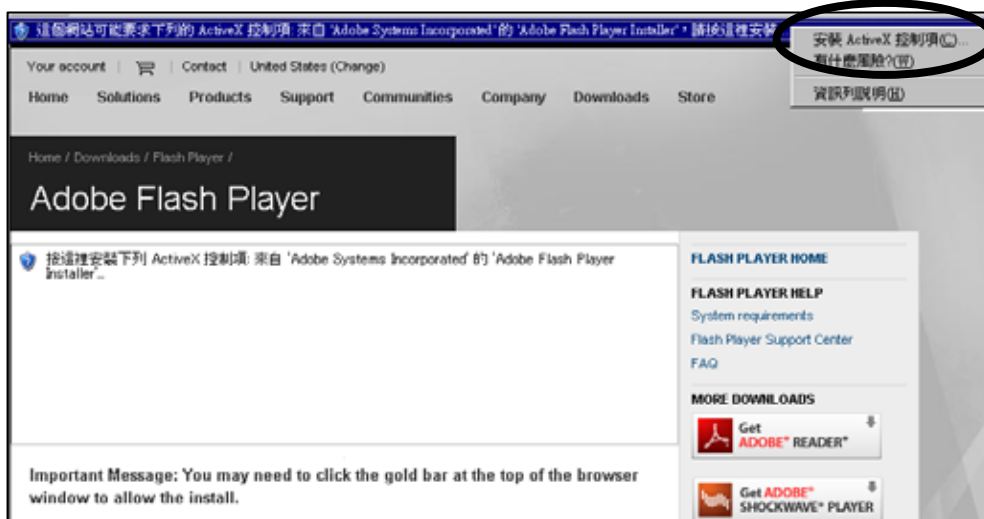 這個網站可能要求下列的 ActiveX 控制項: 來自 'Adobe Systems Incorporated' 的 'Adobe Flash Player Installer'。請按這裡安裝
安裝 ActiveX 控制項(C)...
有什麼風險?(W)
資訊列說明(H)
Your account | Contact | United States (Change)
Home Solutions Products Support Communities Company Downloads Store
Home / Downloads / Flash Player /
Adobe Flash Player
按這裡安裝下列 ActiveX 控制項: 來自 'Adobe Systems Incorporated' 的 'Adobe Flash Player
Installer'...
FLASH PLAYER HOME
FLASH PLAYER HELP
System requirements
Flash Player Support Center
FAQ
MORE DOWNLOADS
Get
ADOBE® READER®
Get ADOBE®
SHOCKWAVE® PLAYER
Important Message: You may need to click the gold bar at the top of the browser
window to allow the install.